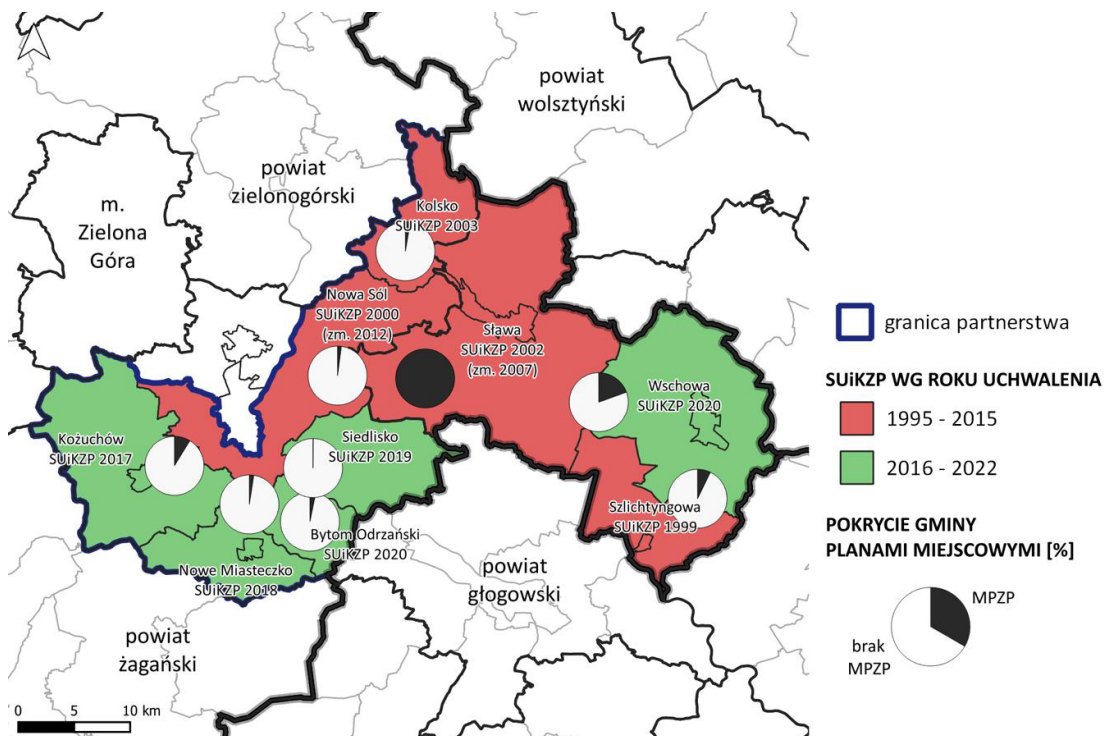 powiat
wolsztyński
powiat
zielonogórski
m.
Zielona
Góra
Kolsko
SUiKZP 2003
Nowa Sól
SUiKZP 2000
(zm. 2012)
Sława
SUiKZP 2002
(zm. 2007)
Wschowa
SUiKZP 2020
Kożuchów
SUiKZP 2017
Siedlisko
SUiKZP 2019
Szlichtyngowa
SUiKZP 1999
Bytom Odrzański
SUiKZP 2020
Nowe Miasteczko
SUiKZP 2018
powiat
głogowski
powiat
żagański
0 5 10 km
granica partnerstwa
SUiKZP WG ROKU UCHWALENIA
1995 - 2015
2016 - 2022
POKRYCIE GMINY
PLANAMI MIEJSCOWYMI [%]
MPZP
brak
MPZP